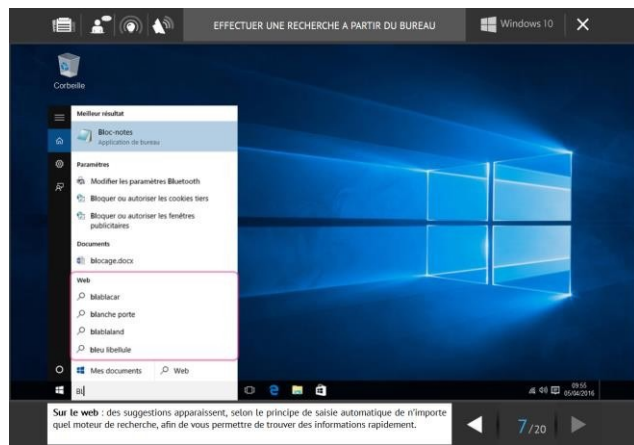 EFFECTUER UNE RECHERCHE A PARTIR DU BUREAU
Windows 10
Corbeille
Meilleur résultat
Bloc-notes
Application de bureau
Paramètres
Modifier les paramètres Bluetooth
Bloquer ou autoriser les cookies tiers
Bloquer ou autoriser les fenêtres
publicitaires
Documents
blocage.docx
Web
blablacar
blanche porte
blablaland
bleu libellule
Mes documents
Web
BL
09:55
05/04/2016
Sur le web : des suggestions apparaissent, selon le principe de saisie automatique de n'importe
quel moteur de recherche, afin de vous permettre de trouver des informations rapidement.
7/20